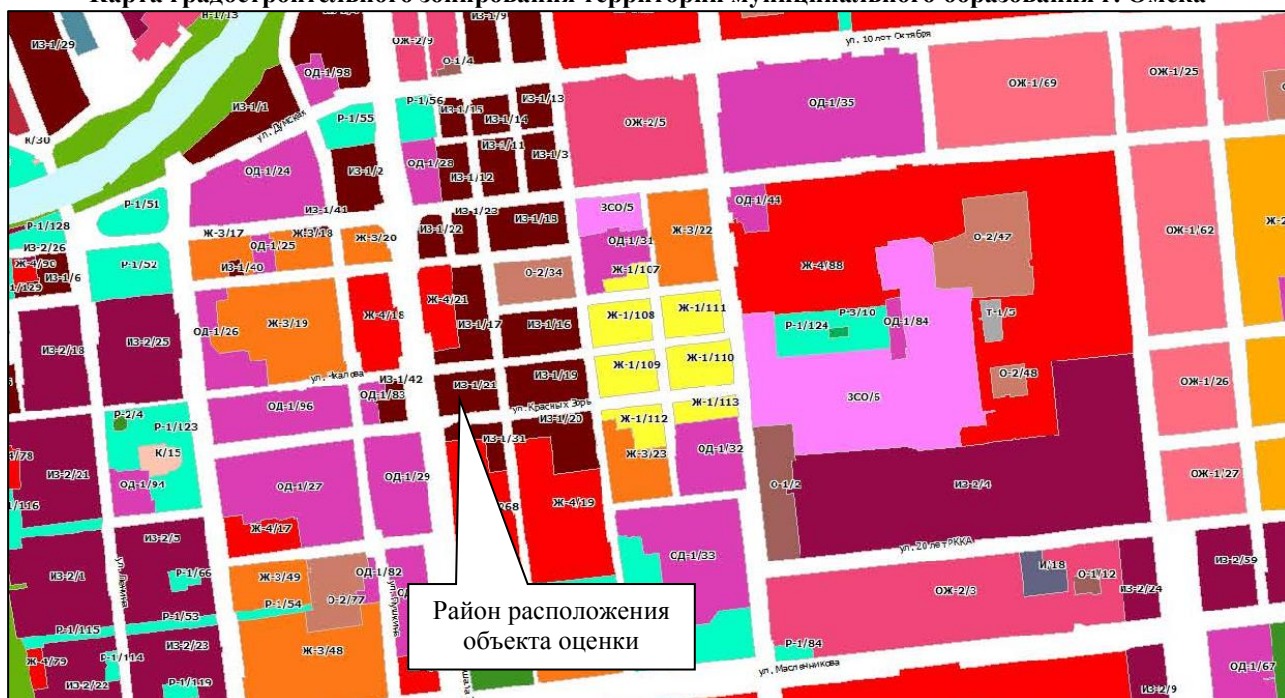 Карта градостроительного зонирования территории муниципального образования г. Омска
Н-1/13
ИЗ-1/29
ОЖ-2/9
ИЗ-1/9
О-1/4
ул. 10 лет Октября
ОД-1/98
ОЖ-1/69
ОЖ-1/25
ИЗ-1/1
Р-1/56
ИЗ-1/15
ИЗ-1/13
ОД-1/35
Р-1/55
ИЗ-1/14
ОЖ-2/5
К/30
ул. Думская
ИЗ-1/11
ИЗ-1/3
ОД-1/24
ИЗ-1/2
ОД-1/28
ИЗ-1/12
Р-1/51
ИЗ-1/41
ИЗ-1/23
ИЗ-1/18
ЗСО/5
ОД-1/44
Р-1/128
Ж-3/17
Ж-3/18
Ж-3/20
ИЗ-1/22
Ж-3/22
ОЖ-1/62
ИЗ-2/26
ОД-1/25
ОД-1/31
О-2/47
Р-1/52
ИЗ-1/40
О-2/34
Ж-1/107
Ж-4/88
ИЗ-1/6
Ж-4/21
Ж-4/18
ИЗ-1/17
ИЗ-1/16
Ж-1/108
Ж-1/111
Р-3/10
Т-1/5
Ж-3/19
Р-1/124
ОД-1/84
ОД-1/26
ИЗ-2/18
ИЗ-2/25
Ж-1/109
Ж-1/110
ул. Чкалова
ИЗ-1/42
ИЗ-1/21
ИЗ-1/19
О-2/48
ОЖ-1/26
ОД-1/83
ЗСО/6
ОД-1/96
ул. Красных Зорь
Ж-1/113
Р-2/4
Р-1/123
ИЗ-1/20
Ж-1/112
ИЗ-1/31
ОД-1/32
К/15
Ж-3/23
ИЗ-2/21
ОД-1/29
ОЖ-1/27
ОД-1/94
ОД-1/27
О-1/2
ИЗ-2/4
Ж-4/19
Ж-4/17
ИЗ-2/5
ул. 20 лет РККА
ОД-1/33
ИЗ-2/59
ИЗ-2/1
Р-1/66
Ж-3/49
ОД-1/82
И/18
О-1/12
ул. Ленина
О-2/77
ОЖ-2/3
ИЗ-2/24
Р-1/54
ул. Пушкина
Р-1/53
Район расположения
объекта оценки
Р-1/115
ИЗ-2/23
Ж-3/48
Р-1/84
Ж-4/79
Р-1/114
ул. Масленникова
ОД-1/67
ИЗ-2/22
Р-1/119
ИЗ-2/9